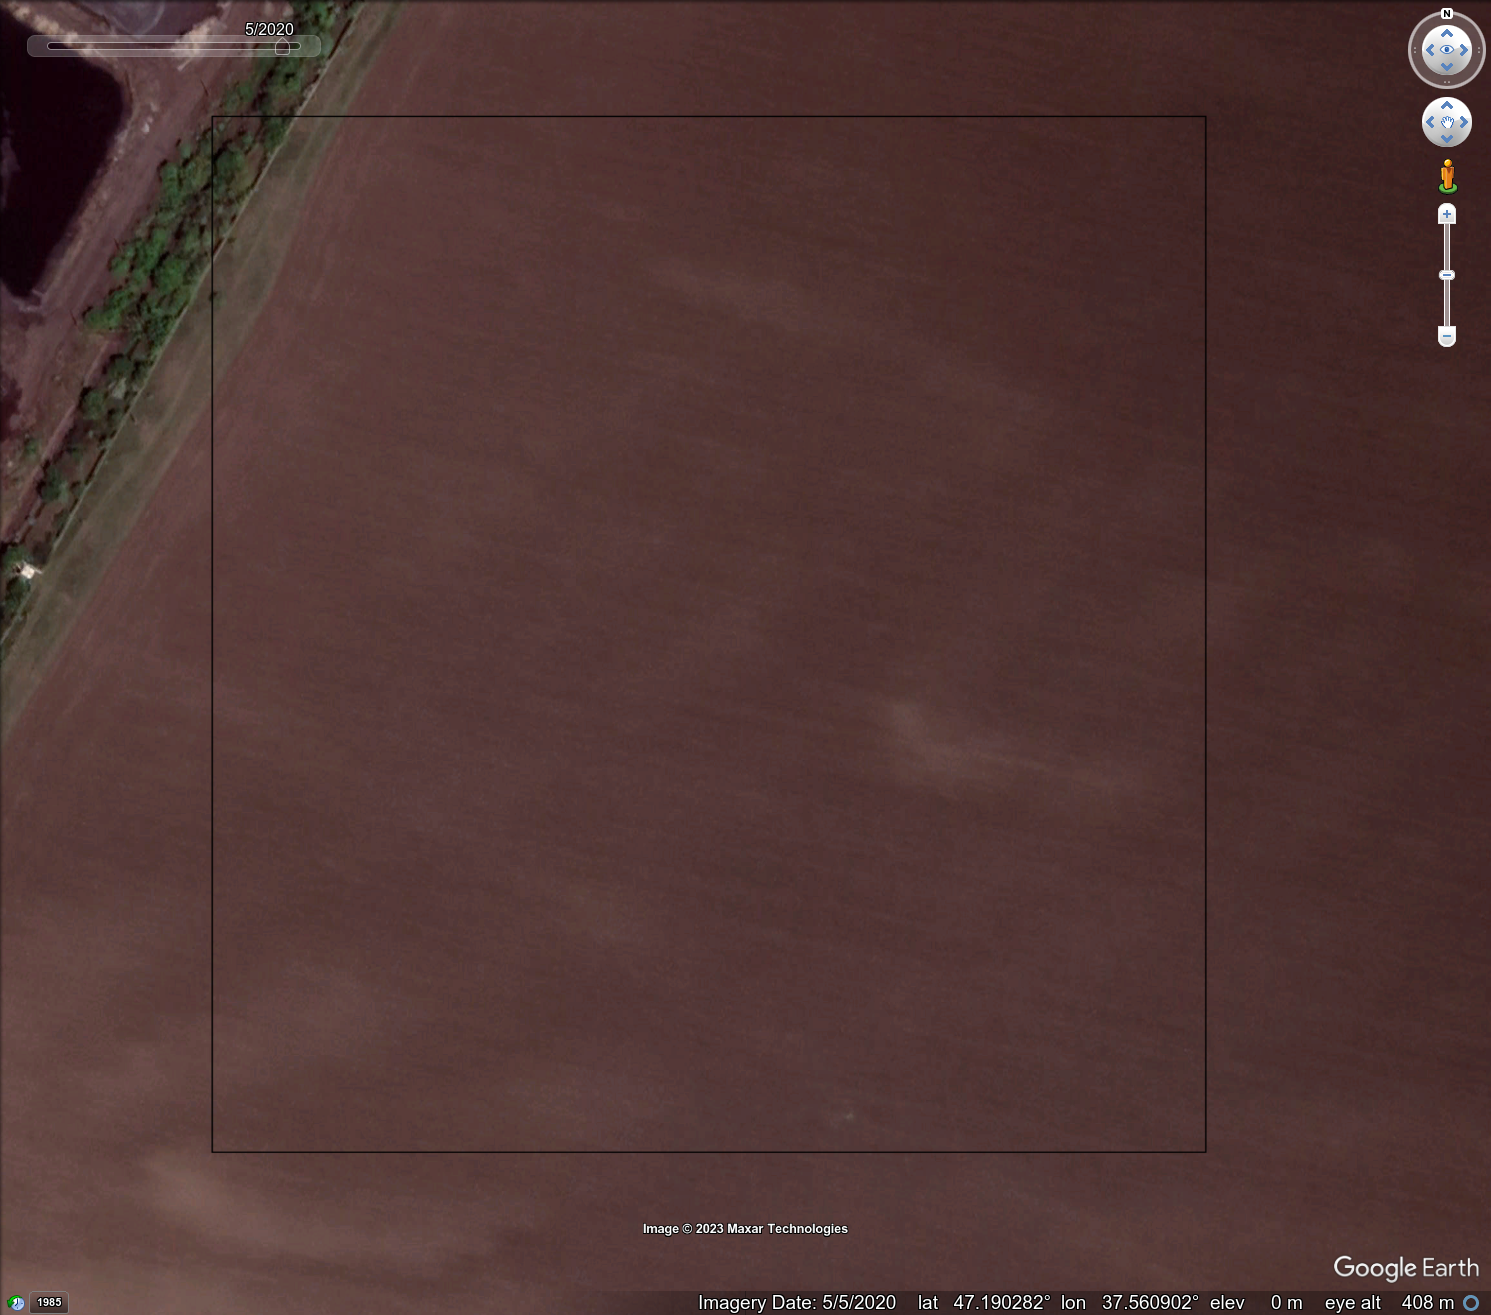 5/2020
N
Image © 2023 Maxar Technologies
Google Earth
1985
Imagery Date: 5/5/2020 lat 47.190282° lon 37.560902° elev 0 m eye alt 408 m